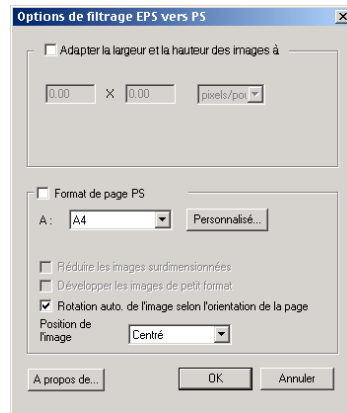 Options de filtrage EPS vers PS
Adapter la largeur et la hauteur des images à
0.00 X 0.00 pixels/pou
Format de page PS
A : A4 Personnalisé...
Réduire les images surdimensionnées
Développer les images de petit format
Rotation auto. de l'image selon l'orientation de la page
Position de
l'image Centré
A propos de... OK Annuler